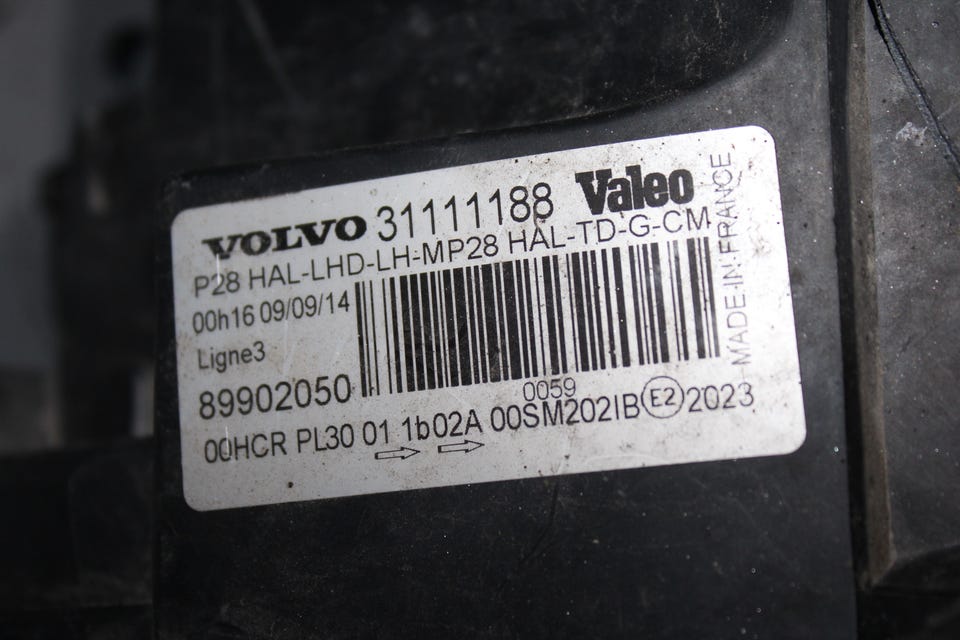 VOLVO 31111188 Valeo
P28 HAL-LHD-LH-MP28 HAL-TD-G-CM
00h16 09/09/14
Ligne3
89902050
0059
00HCR PL30 01 1b02A 00SM202IB E2 2023
MADE-IN-FRANCE